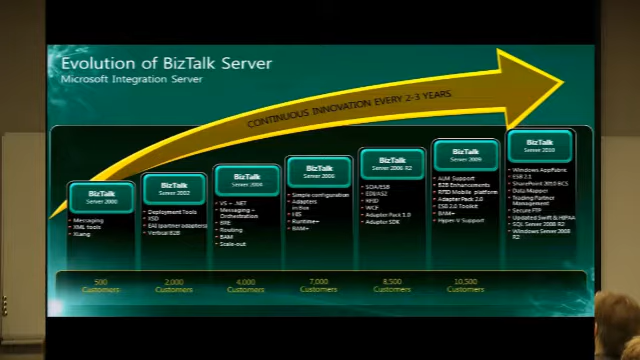 Evolution of BizTalk Server
Microsoft Integration Server
CONTINUOUS INNOVATION EVERY 2-3 YEARS
BizTalk
Server 2000
• Messaging
• XML tools
• Xlang
500
Customers
BizTalk
Server 2002
• Deployment Tools
• XSD
• EAI (partner adapters)
• Vertical B2B
2,000
Customers
BizTalk
Server 2004
• VS + .NET
• Messaging +
Orchestration
• BRE
• Routing
• BAM
• Scale-out
4,000
Customers
BizTalk
Server 2006
• Simple configuration
• Adapters
in-box
• HIS
• Runtime+
• BAM+
7,000
Customers
BizTalk
Server 2006 R2
• SOA/ESB
• EDI/AS2
• RFID
• WCF
• Adapter Pack 1.0
• Adapter SDK
8,500
Customers
BizTalk
Server 2009
• ALM Support
• B2B Enhancements
• RFID Mobile platform
• Adapter Pack 2.0
• ESB 2.0 Toolkit
• BAM+
• Hyper-V Support
10,500
Customers
BizTalk
Server 2010
• Windows AppFabric
• ESB 2.1
• SharePoint 2010 BCS
• Data Mapper
• Trading Partner
Management
• Secure FTP
• Updated Swift & HIPAA
• SQL Server 2008 R2
• Windows Server 2008
R2